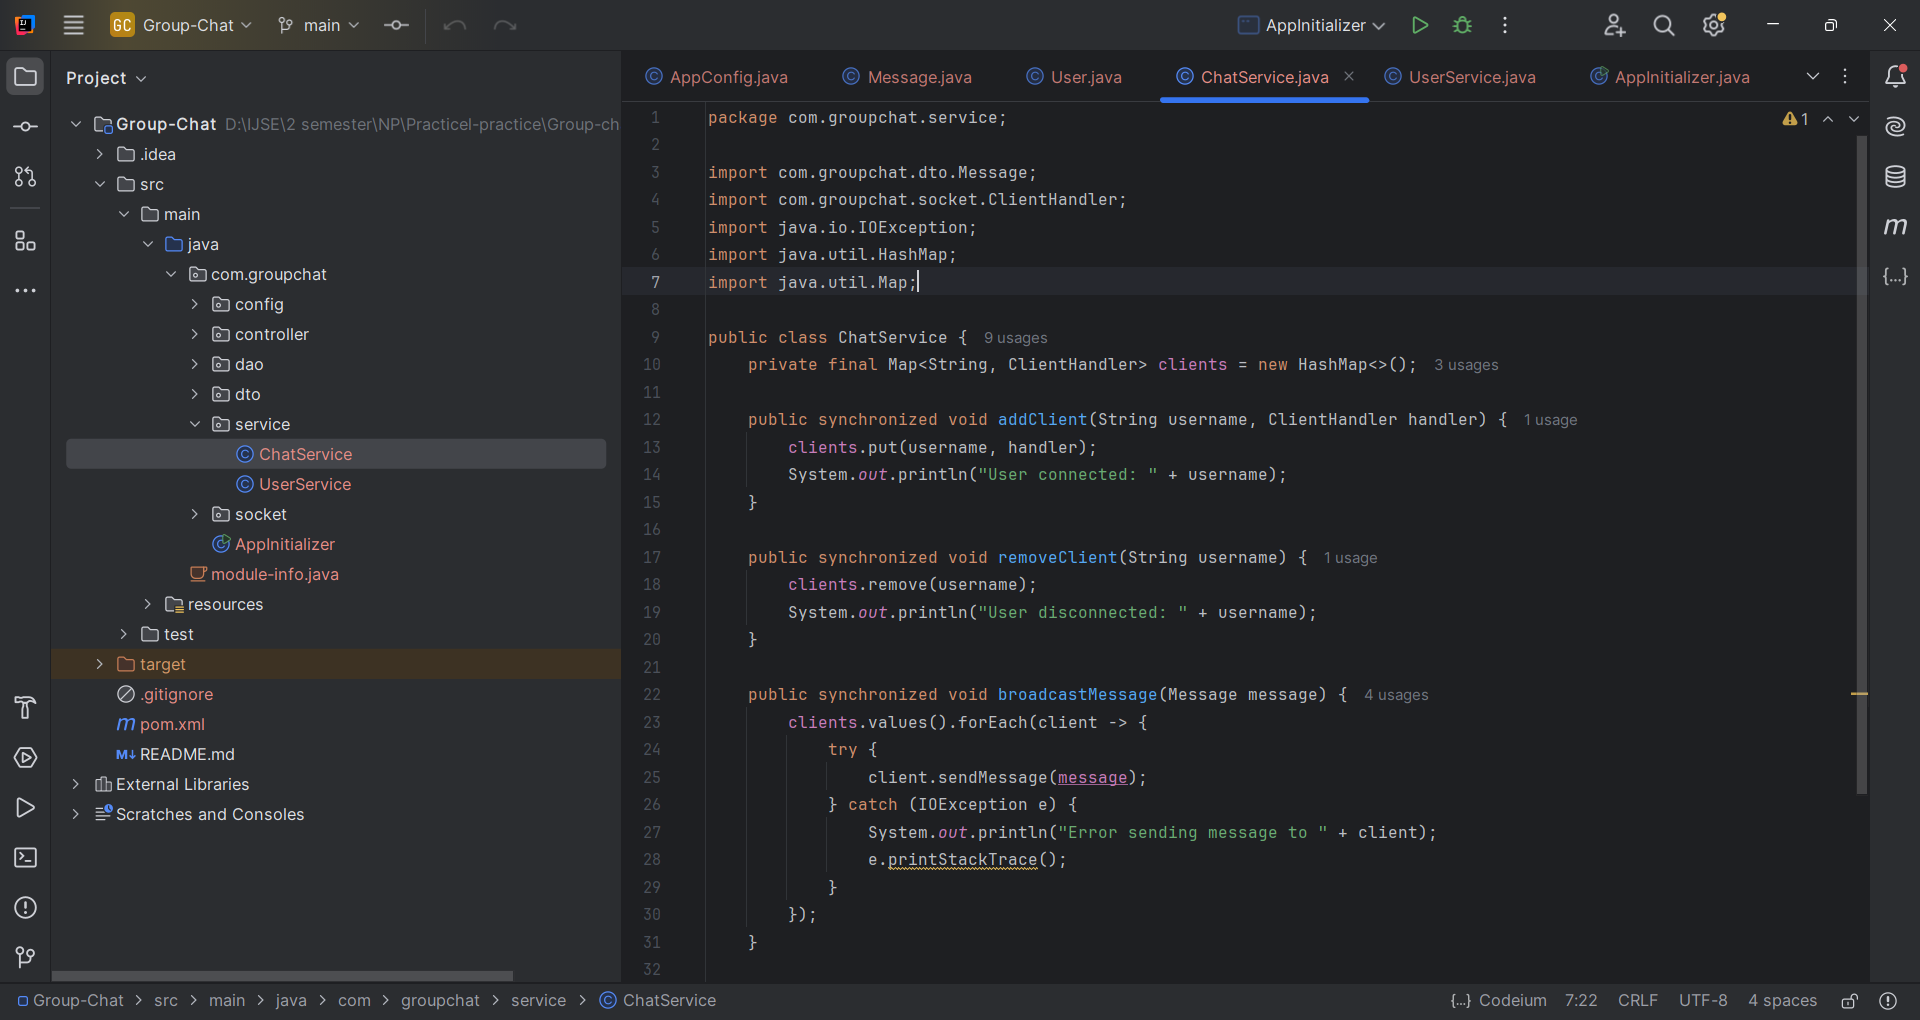 GC Group-Chat main AppInitializer
Project
Group-Chat D:\IJSE\2 semester\NP\Practicel-practice\Group-ch
.idea
src
main
java
com.groupchat
config
controller
dao
dto
service
ChatService
UserService
socket
AppInitializer
module-info.java
resources
test
target
.gitignore
pom.xml
README.md
External Libraries
Scratches and Consoles
AppConfig.java Message.java User.java ChatService.java UserService.java AppInitializer.java
1
1 package com.groupchat.service;
2
3 import com.groupchat.dto.Message;
4 import com.groupchat.socket.ClientHandler;
5 import java.io.IOException;
6 import java.util.HashMap;
7 import java.util.Map;
8
9 public class ChatService { 9 usages
10 private final Map<String, ClientHandler> clients = new HashMap<>(); 3 usages
11
12 public synchronized void addClient(String username, ClientHandler handler) { 1 usage
13 clients.put(username, handler);
14 System.out.println("User connected: " + username);
15 }
16
17 public synchronized void removeClient(String username) { 1 usage
18 clients.remove(username);
19 System.out.println("User disconnected: " + username);
20 }
21
22 public synchronized void broadcastMessage(Message message) { 4 usages
23 clients.values().forEach(client -> {
24 try {
25 client.sendMessage(message);
26 } catch (IOException e) {
27 System.out.println("Error sending message to " + client);
28 e.printStackTrace();
29 }
30 });
31 }
32
Group-Chat > src > main > java > com > groupchat > service > ChatService
{...} Codeium 7:22 CRLF UTF-8 4 spaces